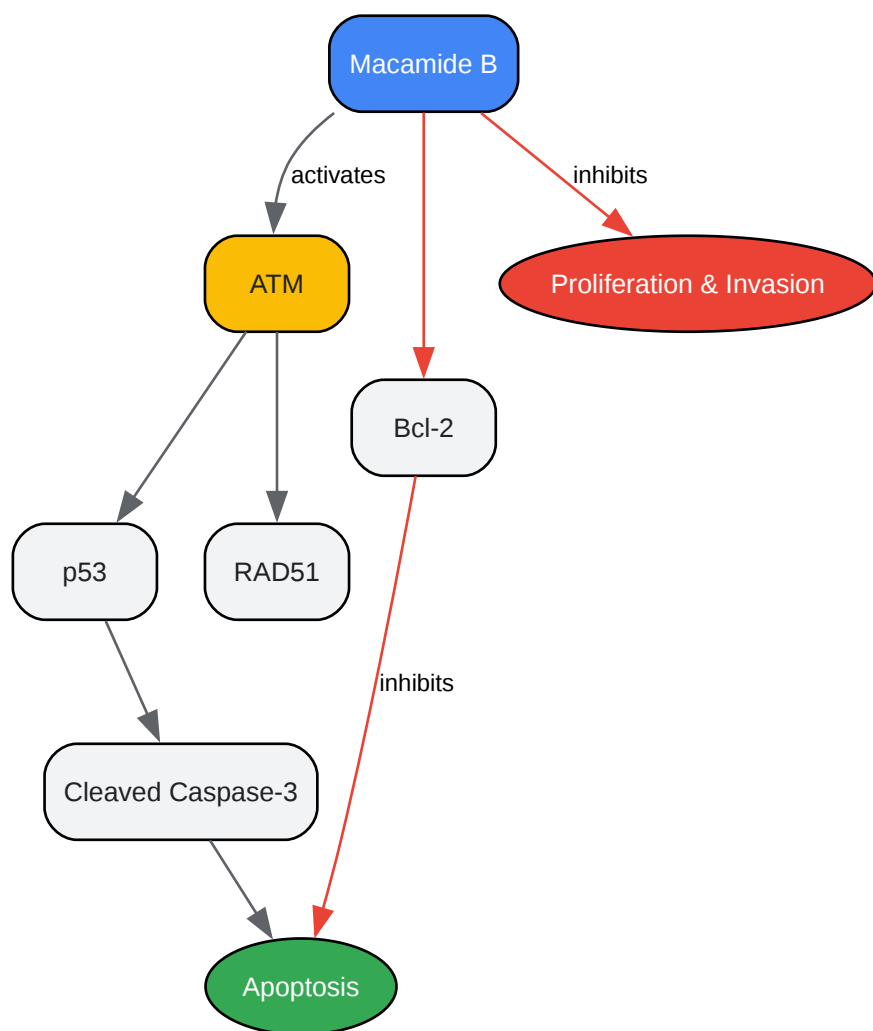 Macamide B
activates
inhibits
ATM
Proliferation & Invasion
Bcl-2
p53
RAD51
inhibits
Cleaved Caspase-3
Apoptosis